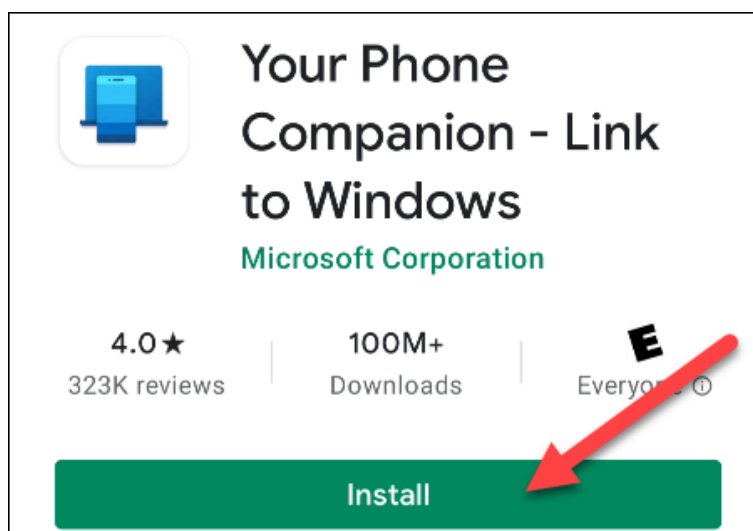 Your Phone
Companion - Link
to Windows
Microsoft Corporation
4.0★ 100M+ E
323K reviews Downloads Everyone
Install